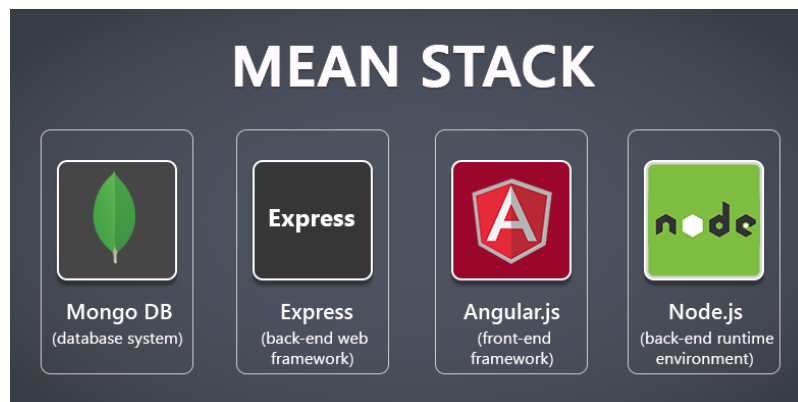 MEAN STACK
Express
A
node
Mongo DB
(database system)
Express
(back-end web
framework)
Angular.js
(front-end
framework)
Node.js
(back-end runtime
environment)